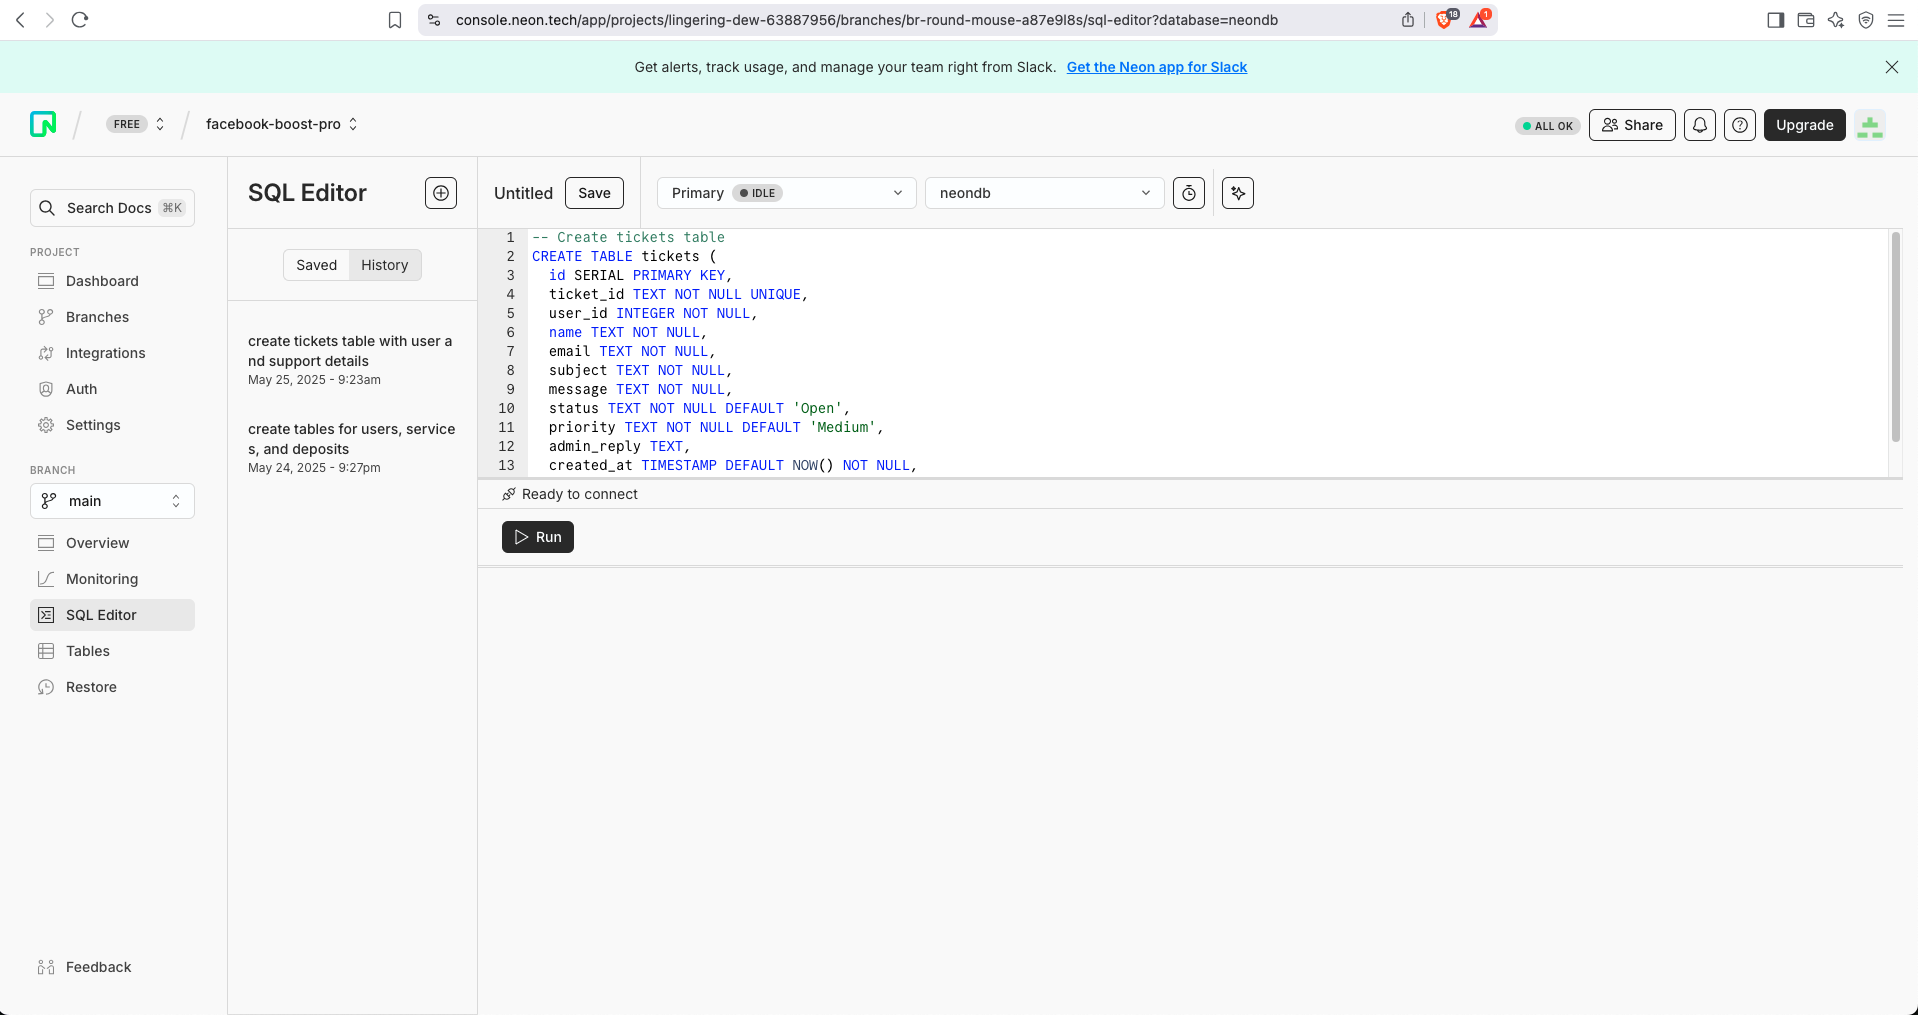 console.neon.tech/app/projects/lingering-dew-63887956/branches/br-round-mouse-a87e9l8s/sql-editor?database=neondb
18
1
Get alerts, track usage, and manage your team right from Slack. Get the Neon app for Slack
FREE
facebook-boost-pro
ALL OK
Share
Upgrade
Search Docs ⌘K
PROJECT
Dashboard
Branches
Integrations
Auth
Settings
BRANCH
main
Overview
Monitoring
SQL Editor
Tables
Restore
Feedback
SQL Editor
Saved
History
create tickets table with user a
nd support details
May 25, 2025 - 9:23am
create tables for users, service
s, and deposits
May 24, 2025 - 9:27pm
Untitled
Save
Primary IDLE
neondb
1 -- Create tickets table
2 CREATE TABLE tickets (
3 id SERIAL PRIMARY KEY,
4 ticket_id TEXT NOT NULL UNIQUE,
5 user_id INTEGER NOT NULL,
6 name TEXT NOT NULL,
7 email TEXT NOT NULL,
8 subject TEXT NOT NULL,
9 message TEXT NOT NULL,
10 status TEXT NOT NULL DEFAULT 'Open',
11 priority TEXT NOT NULL DEFAULT 'Medium',
12 admin_reply TEXT,
13 created_at TIMESTAMP DEFAULT NOW() NOT NULL,
Ready to connect
Run